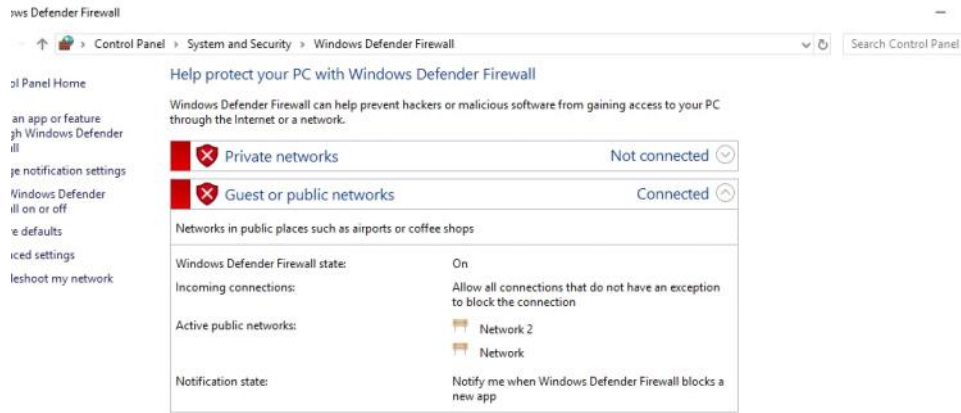 ows Defender Firewall
Control Panel › System and Security › Windows Defender Firewall
Search Control Panel
ol Panel Home
an app or feature
gh Windows Defender
all
ge notification settings
Windows Defender
all on or off
re defaults
nced settings
leshoot my network
Help protect your PC with Windows Defender Firewall
Windows Defender Firewall can help prevent hackers or malicious software from gaining access to your PC
through the Internet or a network.
Private networks Not connected
Guest or public networks Connected
Networks in public places such as airports or coffee shops
Windows Defender Firewall state: On
Incoming connections: Allow all connections that do not have an exception
to block the connection
Active public networks: Network 2
Network
Notification state: Notify me when Windows Defender Firewall blocks a
new app